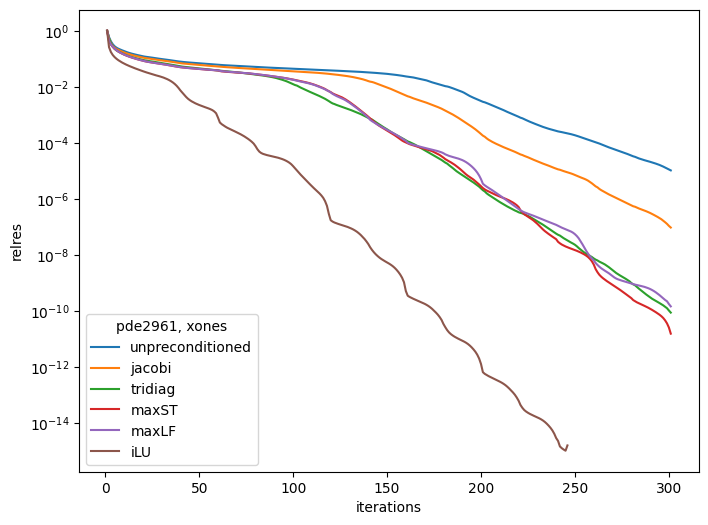 10^0
10^-2
10^-4
10^-6
10^-8
10^-10
10^-12
10^-14
relres
pde2961, xones
unpreconditioned
jacobi
tridiag
maxST
maxLF
iLU
0 50 100 150 200 250 300
iterations